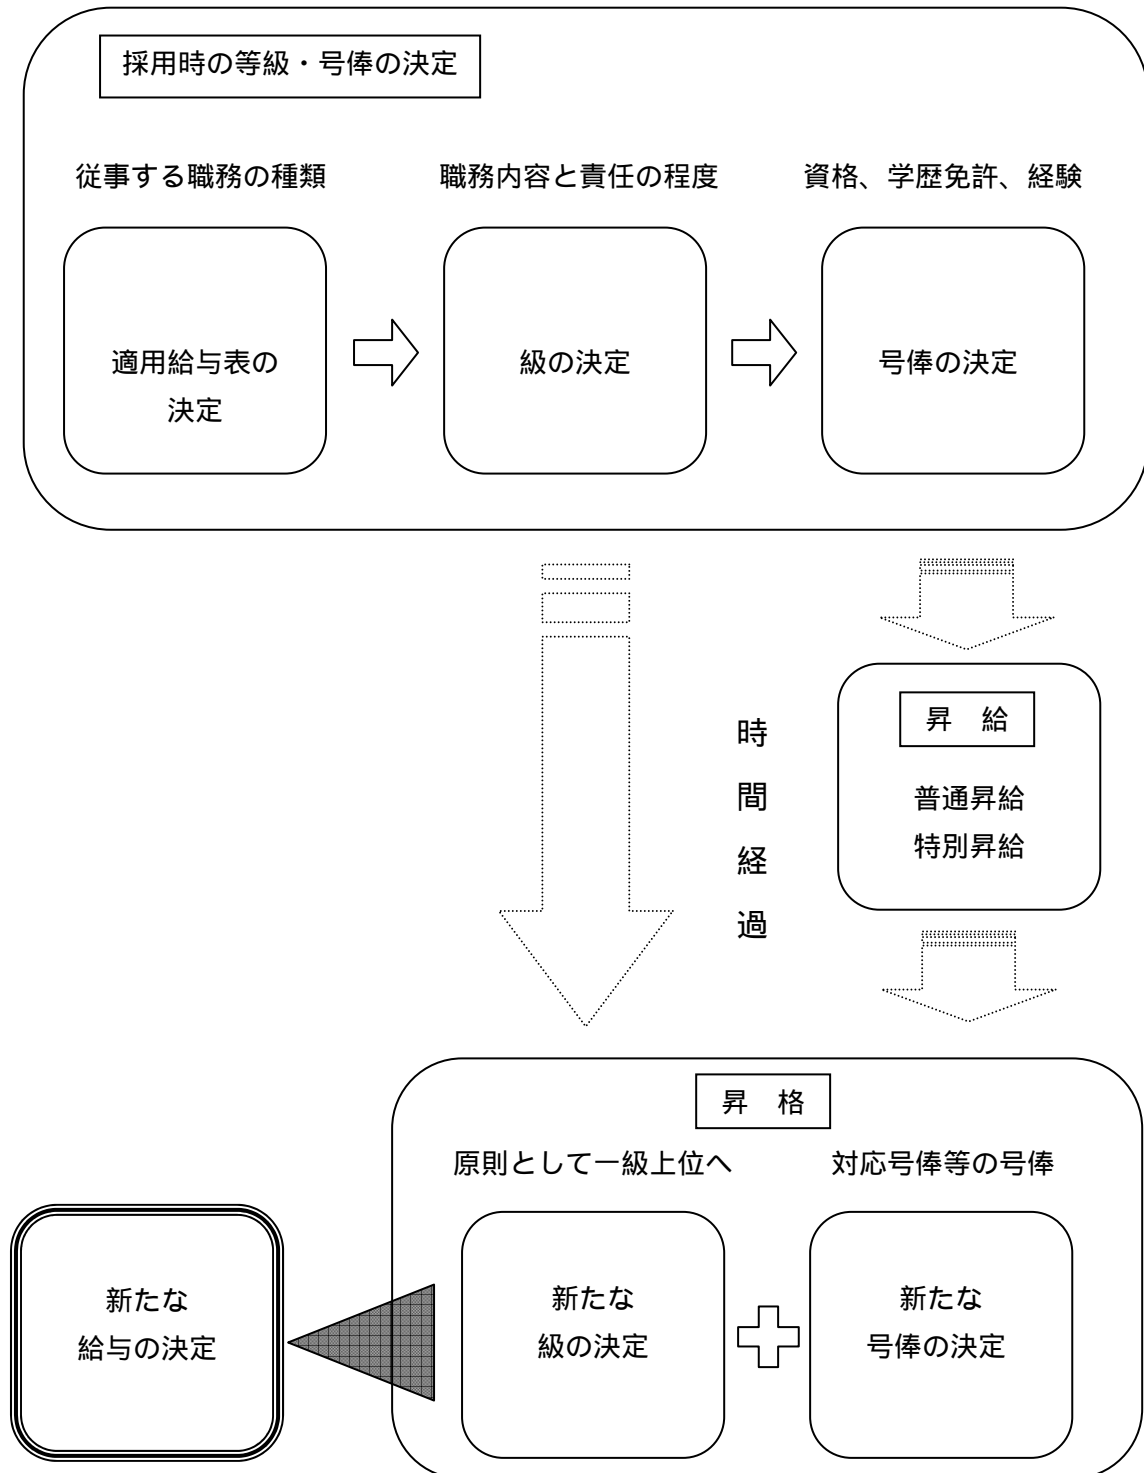 採用時の等級・号俸の決定
従事する職務の種類
職務内容と責任の程度
資格、学歴免許、経験
適用給与表の
決定
級の決定
号俸の決定
時
間
経
過
昇　給
普通昇給
特別昇給
昇　格
原則として一級上位へ
対応号俸等の号俸
新たな
給与の決定
新たな
級の決定
新たな
号俸の決定